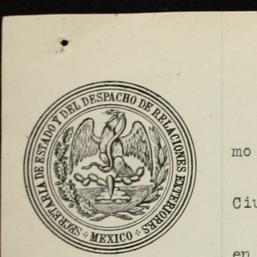 SECRETARIA DE ESTADO Y DEL DESPACHO DE RELACIONES EXTERIORES
MEXICO
mo
Ciu
en